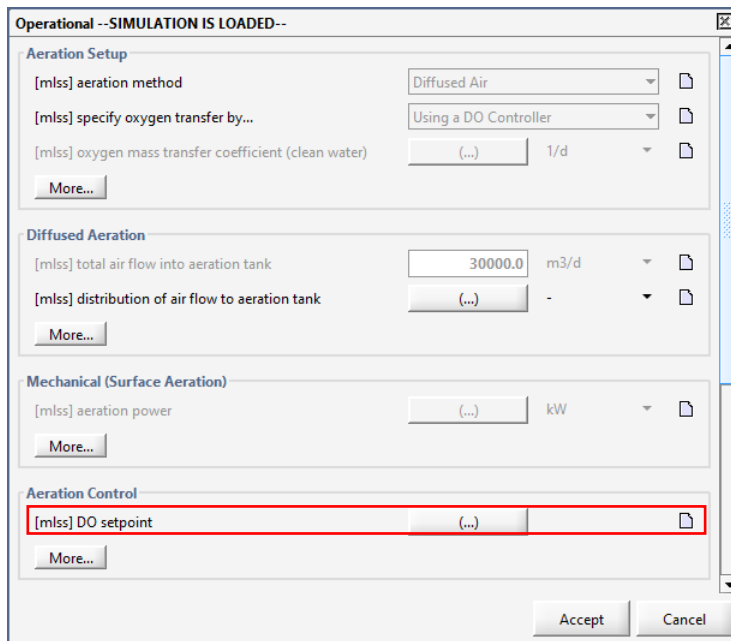 Operational --SIMULATION IS LOADED--
Aeration Setup
[mlss] aeration method Diffused Air
[mlss] specify oxygen transfer by... Using a DO Controller
[mlss] oxygen mass transfer coefficient (clean water) (...) 1/d
More...
Diffused Aeration
[mlss] total air flow into aeration tank 30000.0 m3/d
[mlss] distribution of air flow to aeration tank (...) -
More...
Mechanical (Surface Aeration)
[mlss] aeration power (...) kW
More...
Aeration Control
[mlss] DO setpoint (...)
More...
Accept Cancel